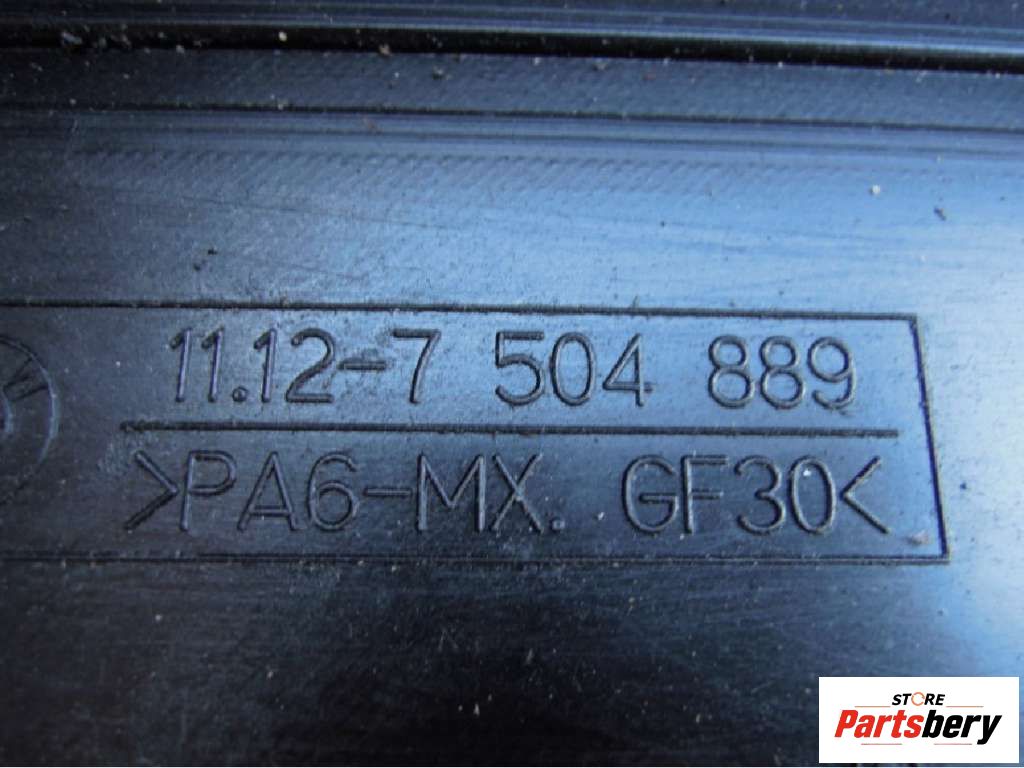 11.12-7 504 889
>PA6-MX. GF30<
W
STORE
Partsbery